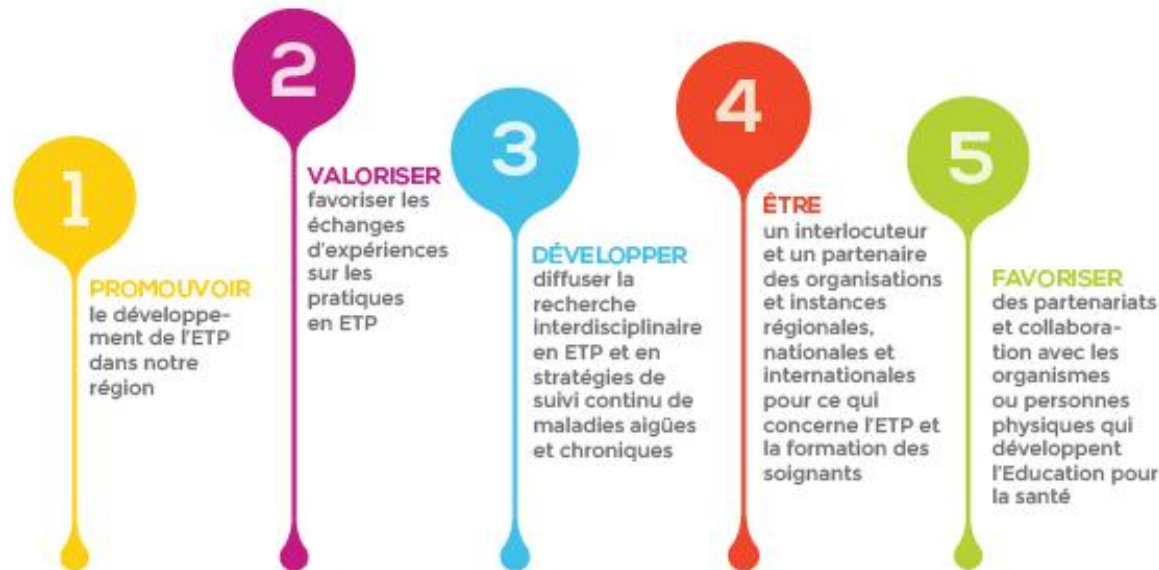 1
PROMOUVOIR
le développe-
ment de l'ETP
dans notre
région
2
VALORISER
favoriser les
échanges
d'expériences
sur les
pratiques
en ETP
3
DÉVELOPPER
diffuser la
recherche
interdisciplinaire
en ETP et en
stratégies de
suivi continu de
maladies aigües
et chroniques
4
ÊTRE
un interlocuteur
et un partenaire
des organisations
et instances
régionales,
nationales et
internationales
pour ce qui
concerne l'ETP et
la formation des
soignants
5
FAVORISER
des partenariats
et collabora-
tion avec les
organismes
ou personnes
physiques qui
développent
l'Education pour
la santé